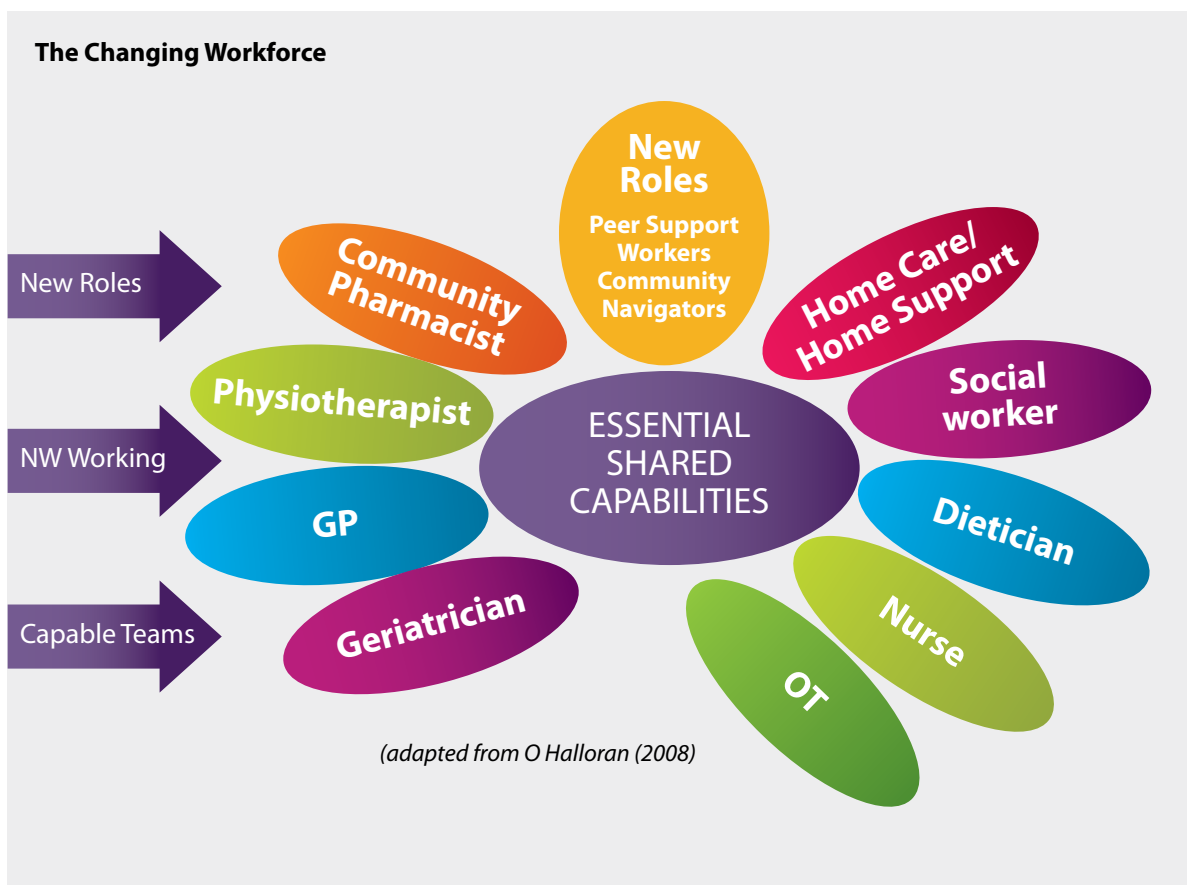 The Changing Workforce
New
Roles
Peer Support
Workers
Community
Navigators
Community
Pharmacist
Home Care/
Home Support
New Roles
Physiotherapist
Social
worker
ESSENTIAL
SHARED
CAPABILITIES
NW Working
GP
Dietician
Geriatrician
Nurse
Capable Teams
OT
(adapted from O Halloran (2008)